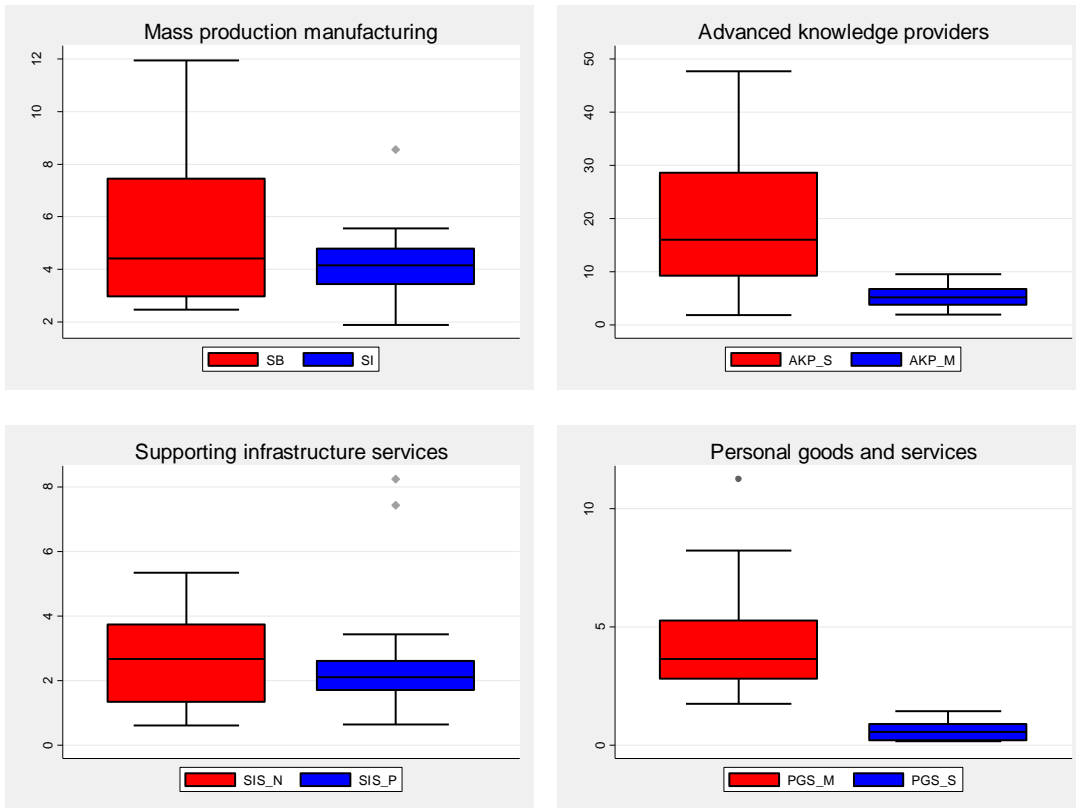 Mass production manufacturing
12
10
8
6
4
2
SB SI
Advanced knowledge providers
50
40
30
20
10
0
AKP_S AKP_M
Supporting infrastructure services
8
6
4
2
0
SIS_N SIS_P
Personal goods and services
10
5
0
PGS_M PGS_S